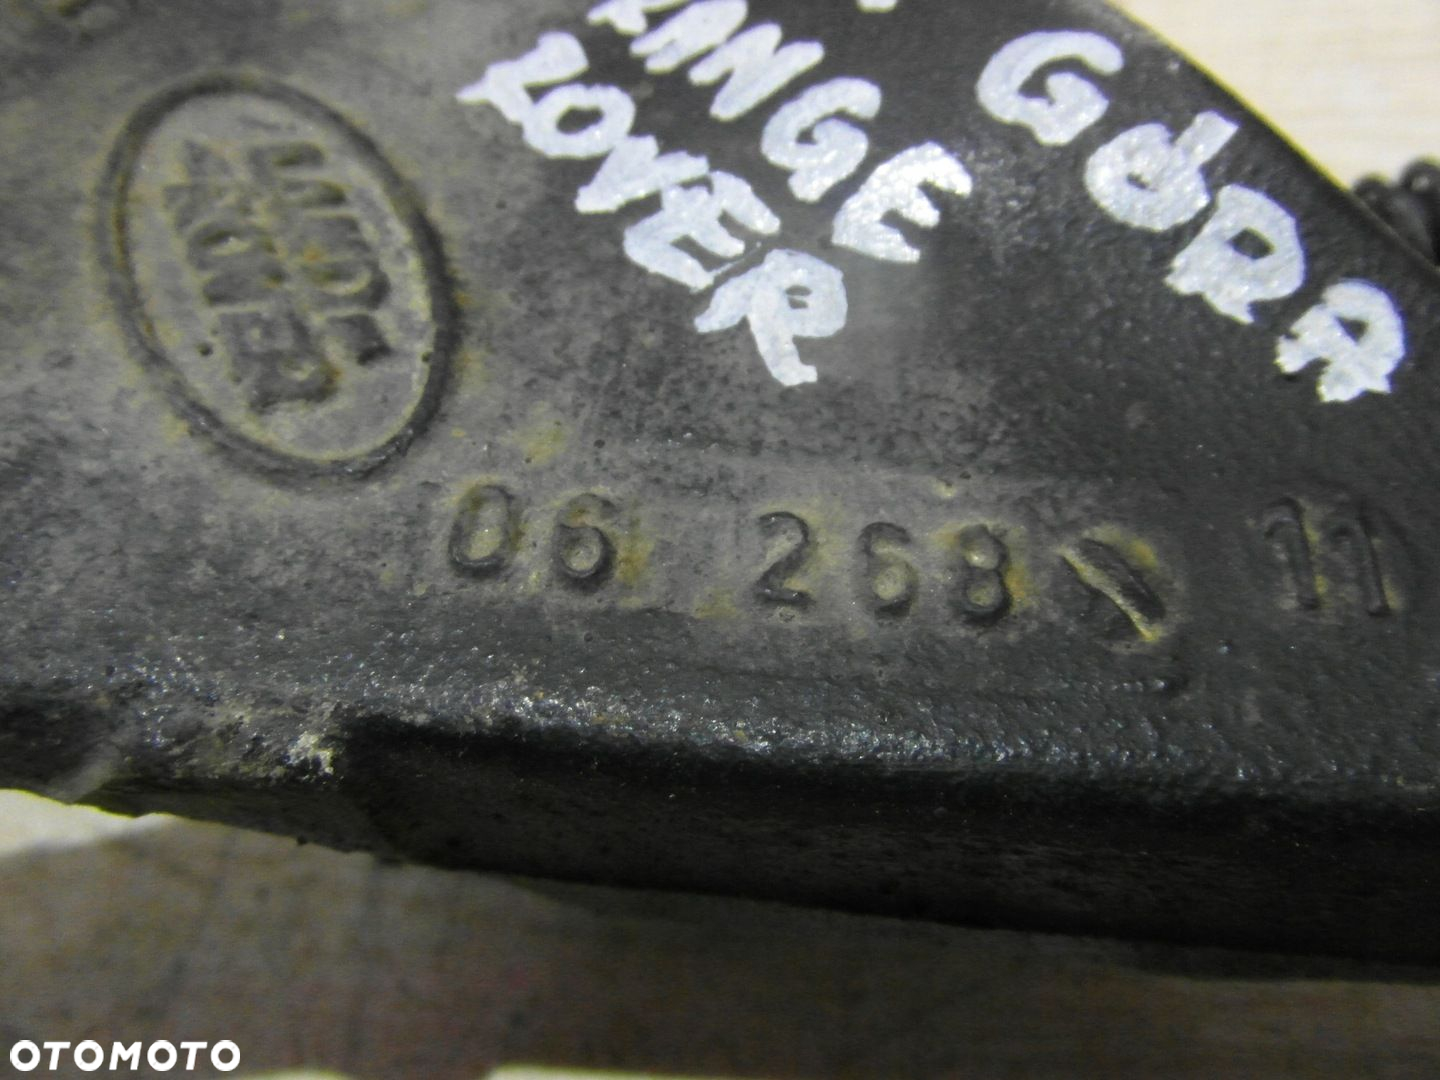 RANGE
ROVER
GÓRA
LAND
ROVER
06 268 11
OTOMOTO